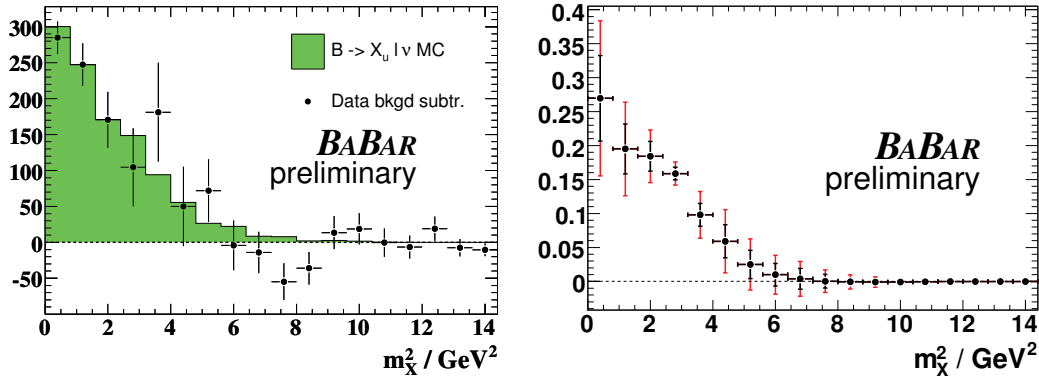 300
250
200
150
100
50
0
-50
B -> X_u l ν MC
Data bkgd subtr.
BABAR
preliminary
0 2 4 6 8 10 12 14
m_X^2 / GeV^2
0.4
0.35
0.3
0.25
0.2
0.15
0.1
0.05
0
BABAR
preliminary
0 2 4 6 8 10 12 14
m_X^2 / GeV^2